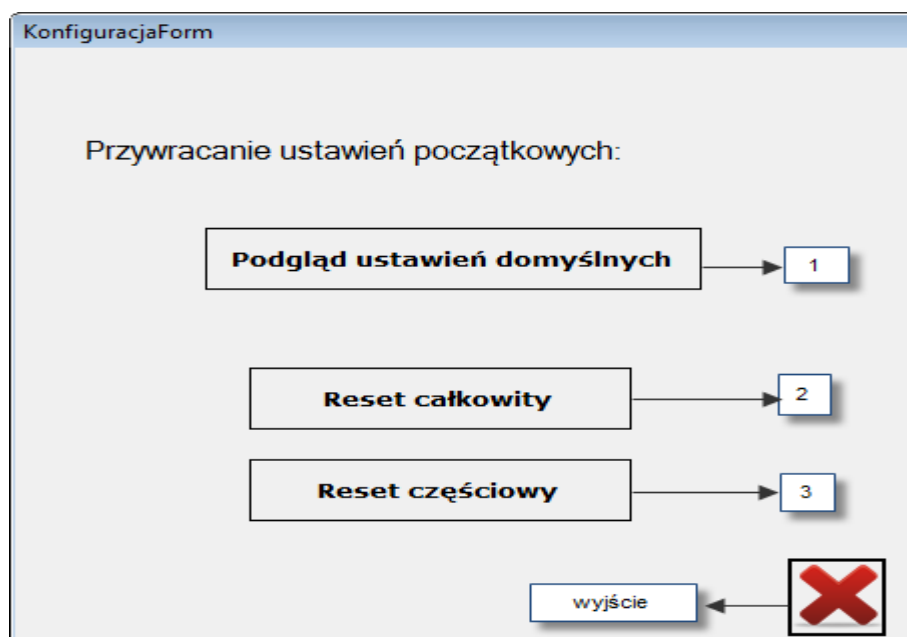 KonfiguracjaForm
Przywracanie ustawień początkowych:
Podgląd ustawień domyślnych
1
Reset całkowity
2
Reset częściowy
3
wyjście